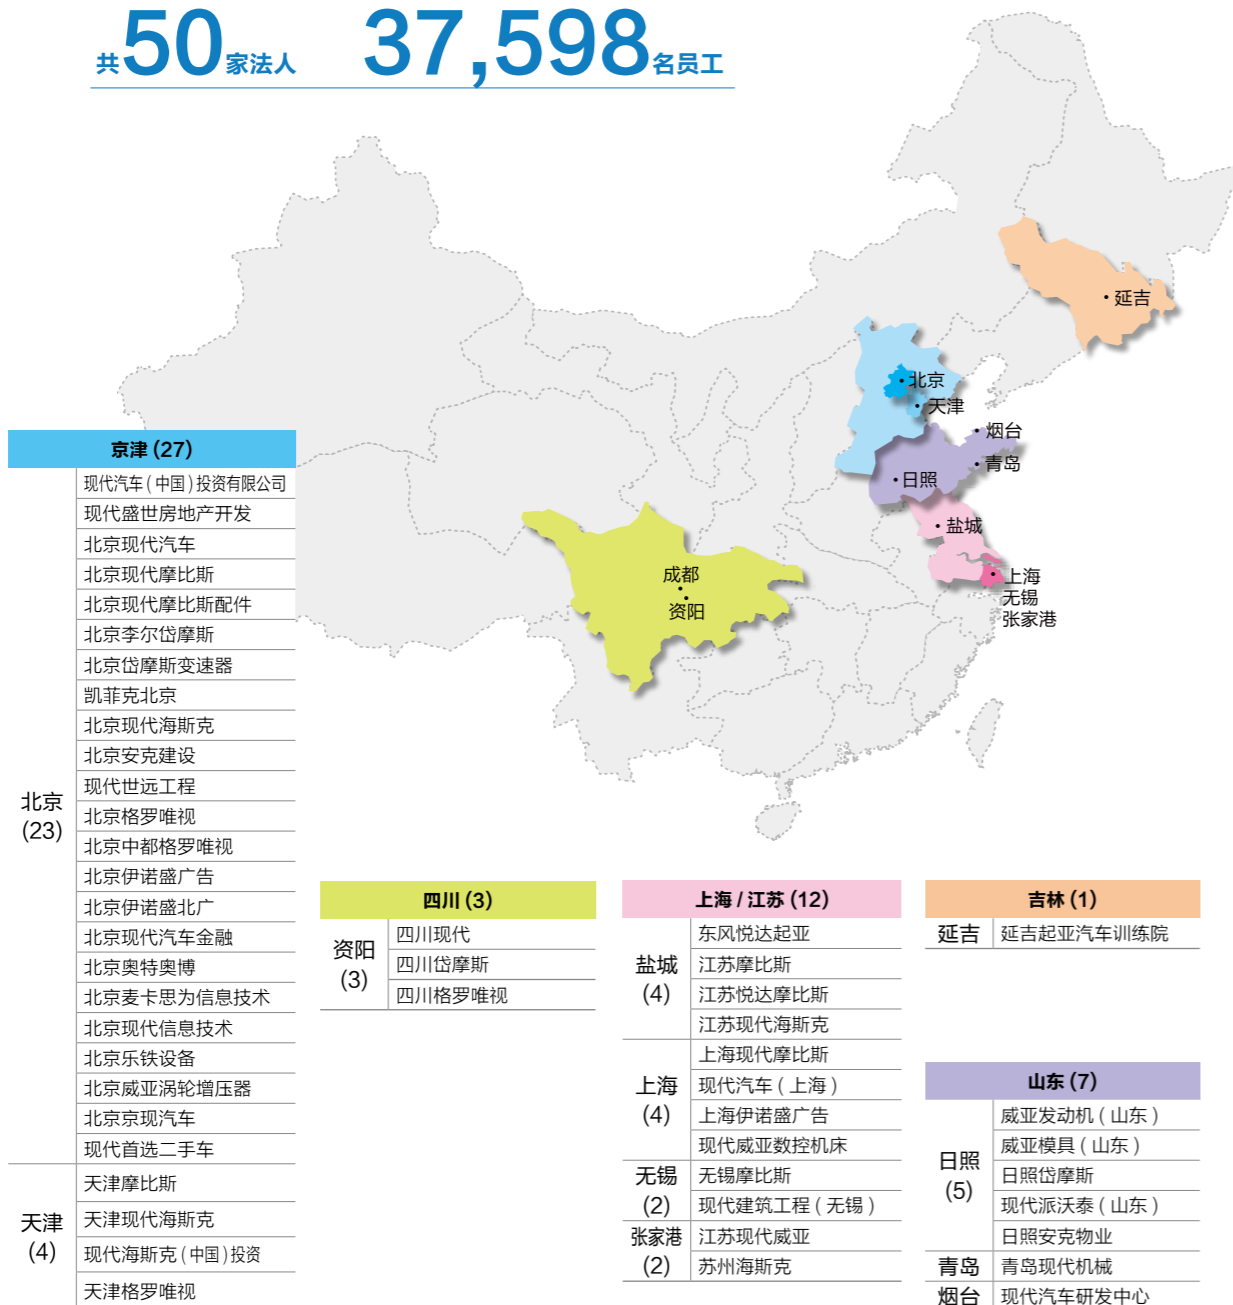 共50家法人 37,598名员工
延吉
北京
天津
烟台
青岛
日照
盐城
上海
无锡
张家港
成都
资阳
京津 (27)
北京
(23)
现代汽车 ( 中国 ) 投资有限公司
现代盛世房地产开发
北京现代汽车
北京现代摩比斯
北京现代摩比斯配件
北京李尔岱摩斯
北京岱摩斯变速器
凯菲克北京
北京现代海斯克
北京安克建设
现代世远工程
北京格罗唯视
北京中都格罗唯视
北京伊诺盛广告
北京伊诺盛北广
北京现代汽车金融
北京奥特奥博
北京麦卡思为信息技术
北京现代信息技术
北京乐铁设备
北京威亚涡轮增压器
北京京现汽车
现代首选二手车
天津
(4)
天津摩比斯
天津现代海斯克
现代海斯克 ( 中国 ) 投资
天津格罗唯视
四川 (3)
资阳
(3)
四川现代
四川岱摩斯
四川格罗唯视
上海 / 江苏 (12)
盐城
(4)
东风悦达起亚
江苏摩比斯
江苏悦达摩比斯
江苏现代海斯克
上海
(4)
上海现代摩比斯
现代汽车 ( 上海 )
上海伊诺盛广告
现代威亚数控机床
无锡
(2)
无锡摩比斯
现代建筑工程 ( 无锡 )
张家港
(2)
江苏现代威亚
苏州海斯克
吉林 (1)
延吉 延吉起亚汽车训练院
山东 (7)
日照
(5)
威亚发动机 ( 山东 )
威亚模具 ( 山东 )
日照岱摩斯
现代派沃泰 ( 山东 )
日照安克物业
青岛 青岛现代机械
烟台 现代汽车研发中心